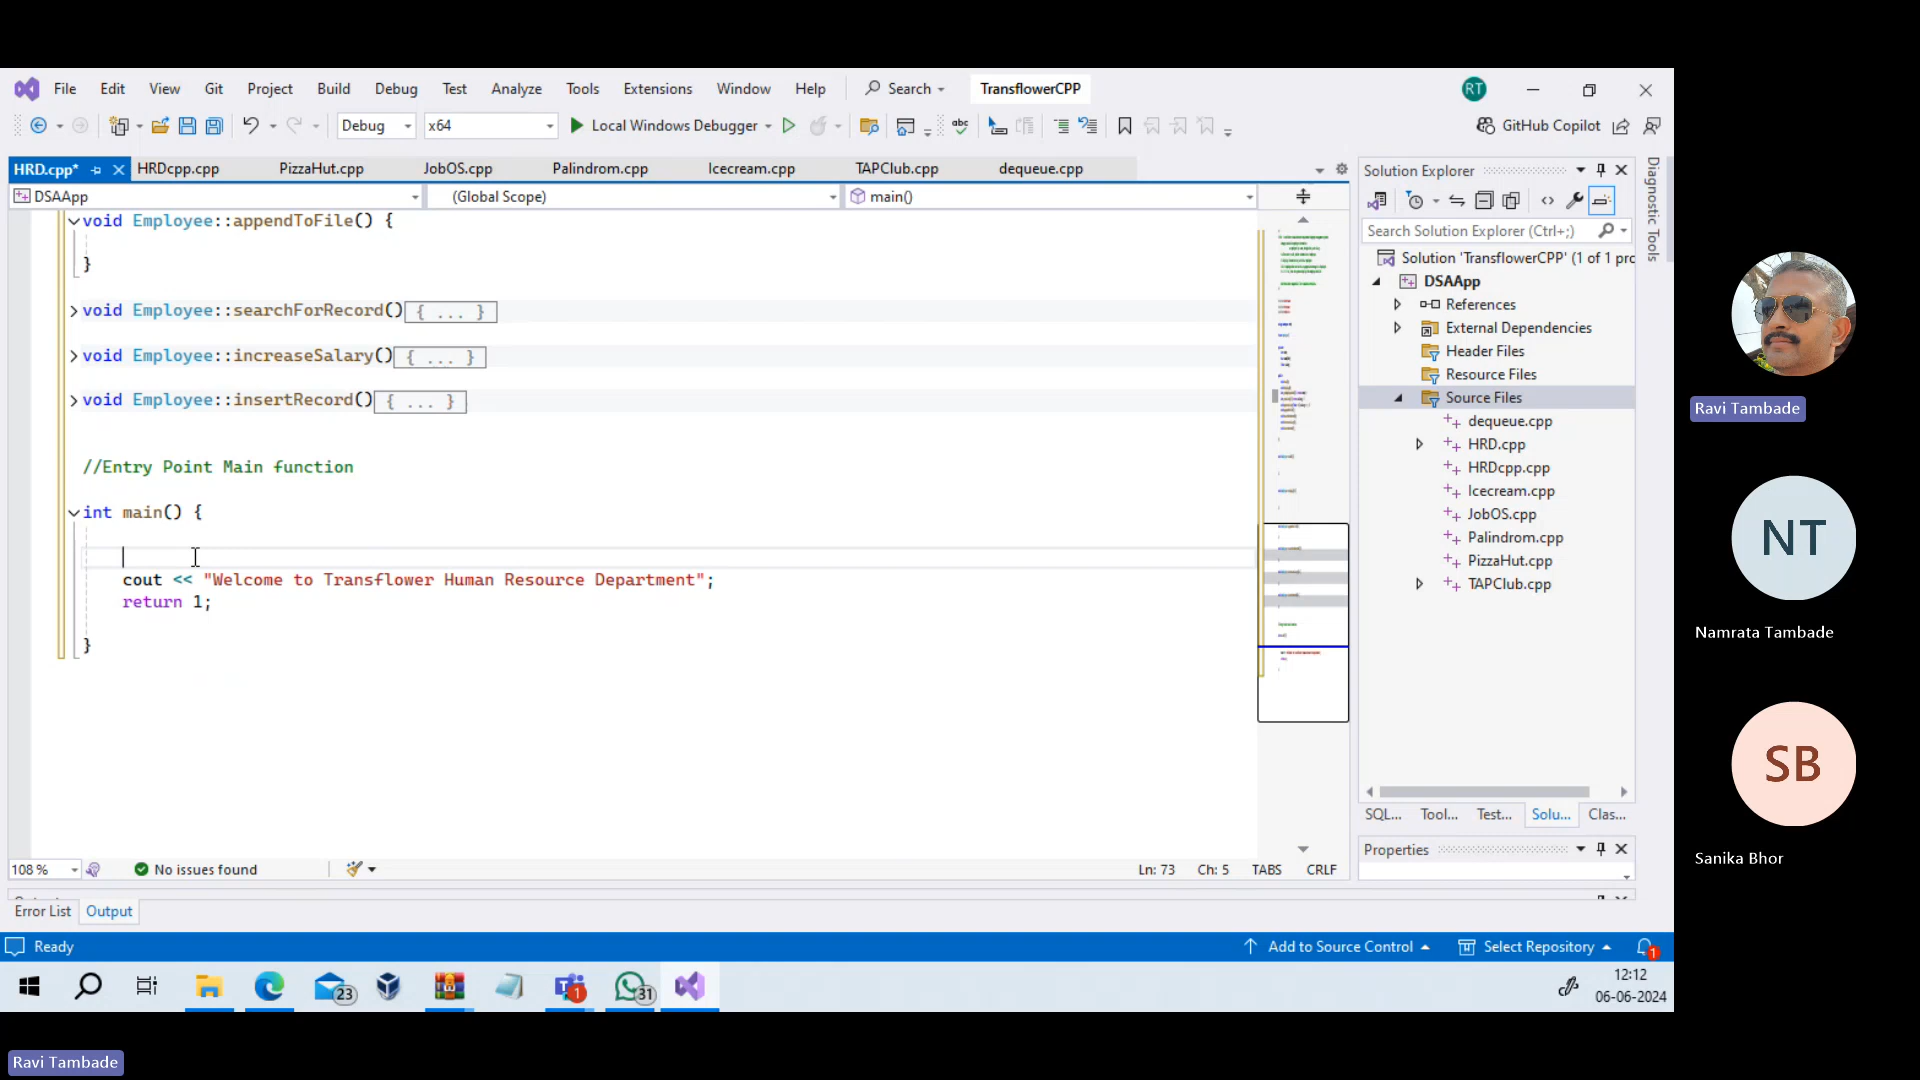 File Edit View Git Project Build Debug Test Analyze Tools Extensions Window Help Search TransflowerCPP RT
Debug x64 Local Windows Debugger abc GitHub Copilot
HRD.cpp* HRDcpp.cpp PizzaHut.cpp JobOS.cpp Palindrom.cpp Icecream.cpp TAPClub.cpp dequeue.cpp
DSAApp (Global Scope) main()
void Employee::appendToFile() {
}
void Employee::searchForRecord(){ ... }
void Employee::increaseSalary(){ ... }
void Employee::insertRecord(){ ... }
//Entry Point Main function
int main() {
cout << "Welcome to Transflower Human Resource Department";
return 1;
}
108 % No issues found Ln: 73 Ch: 5 TABS CRLF
Error List Output
Solution Explorer
Search Solution Explorer (Ctrl+;)
Solution 'TransflowerCPP' (1 of 1 pro
DSAApp
References
External Dependencies
Header Files
Resource Files
Source Files
dequeue.cpp
HRD.cpp
HRDcpp.cpp
Icecream.cpp
JobOS.cpp
Palindrom.cpp
PizzaHut.cpp
TAPClub.cpp
SQL... Tool... Test... Solu... Clas...
Properties
Diagnostic Tools
Ready Add to Source Control Select Repository 1
23 1 31 12:12
06-06-2024
Ravi Tambade
NT
Namrata Tambade
SB
Sanika Bhor
Ravi Tambade